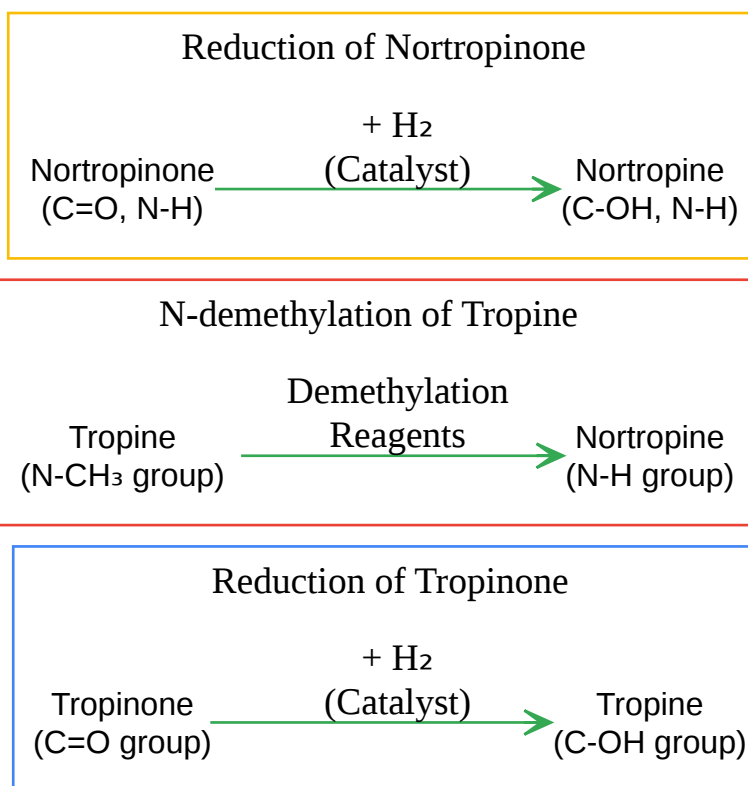 Reduction of Nortropinone
+ H₂
(Catalyst)
Nortropinone
(C=O, N-H)
Nortropine
(C-OH, N-H)
N-demethylation of Tropine
Demethylation
Reagents
Tropine
(N-CH₃ group)
Nortropine
(N-H group)
Reduction of Tropinone
+ H₂
(Catalyst)
Tropinone
(C=O group)
Tropine
(C-OH group)